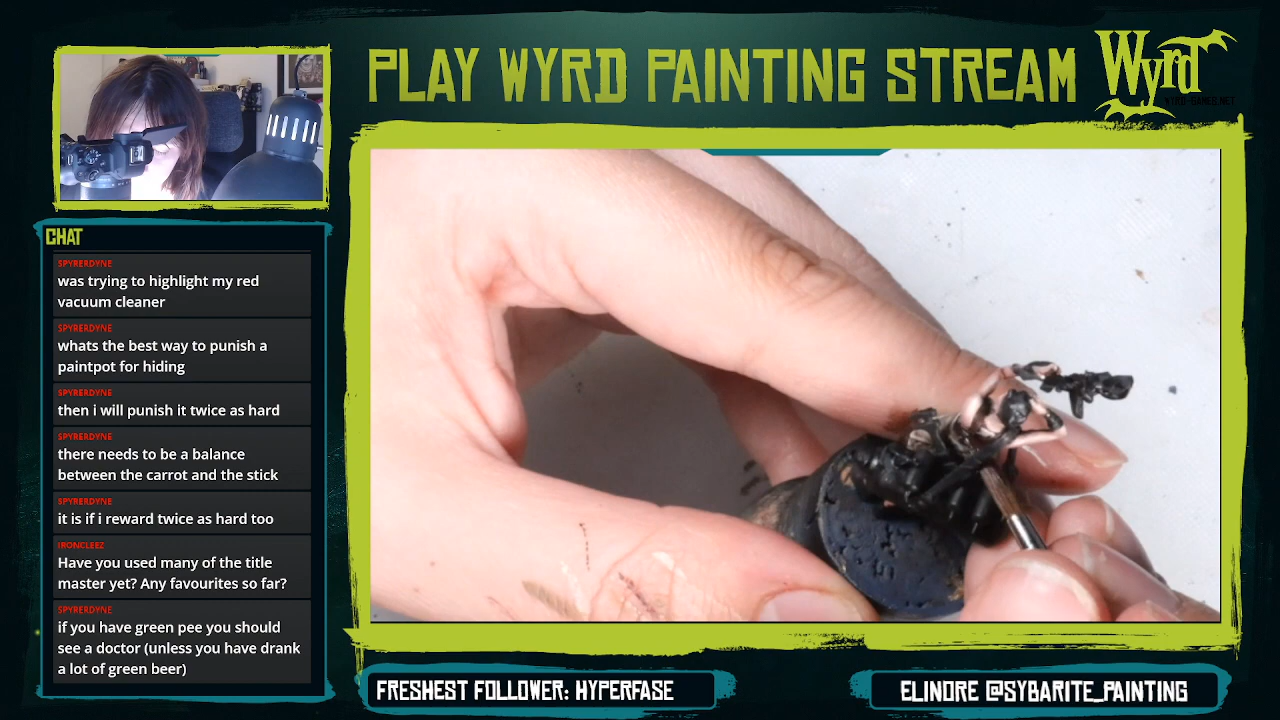 PLAY WYRD PAINTING STREAM
Wyrd
WYRD-GAMES.NET
CHAT
SPYRERDYNE
was trying to highlight my red
vacuum cleaner
SPYRERDYNE
whats the best way to punish a
paintpot for hiding
SPYRERDYNE
then i will punish it twice as hard
SPYRERDYNE
there needs to be a balance
between the carrot and the stick
SPYRERDYNE
it is if i reward twice as hard too
IRONCLEEZ
Have you used many of the title
master yet? Any favourites so far?
SPYRERDYNE
if you have green pee you should
see a doctor (unless you have drank
a lot of green beer)
FRESHEST FOLLOWER: HYPERFASE
ELINORE @SYBARITE_PAINTING